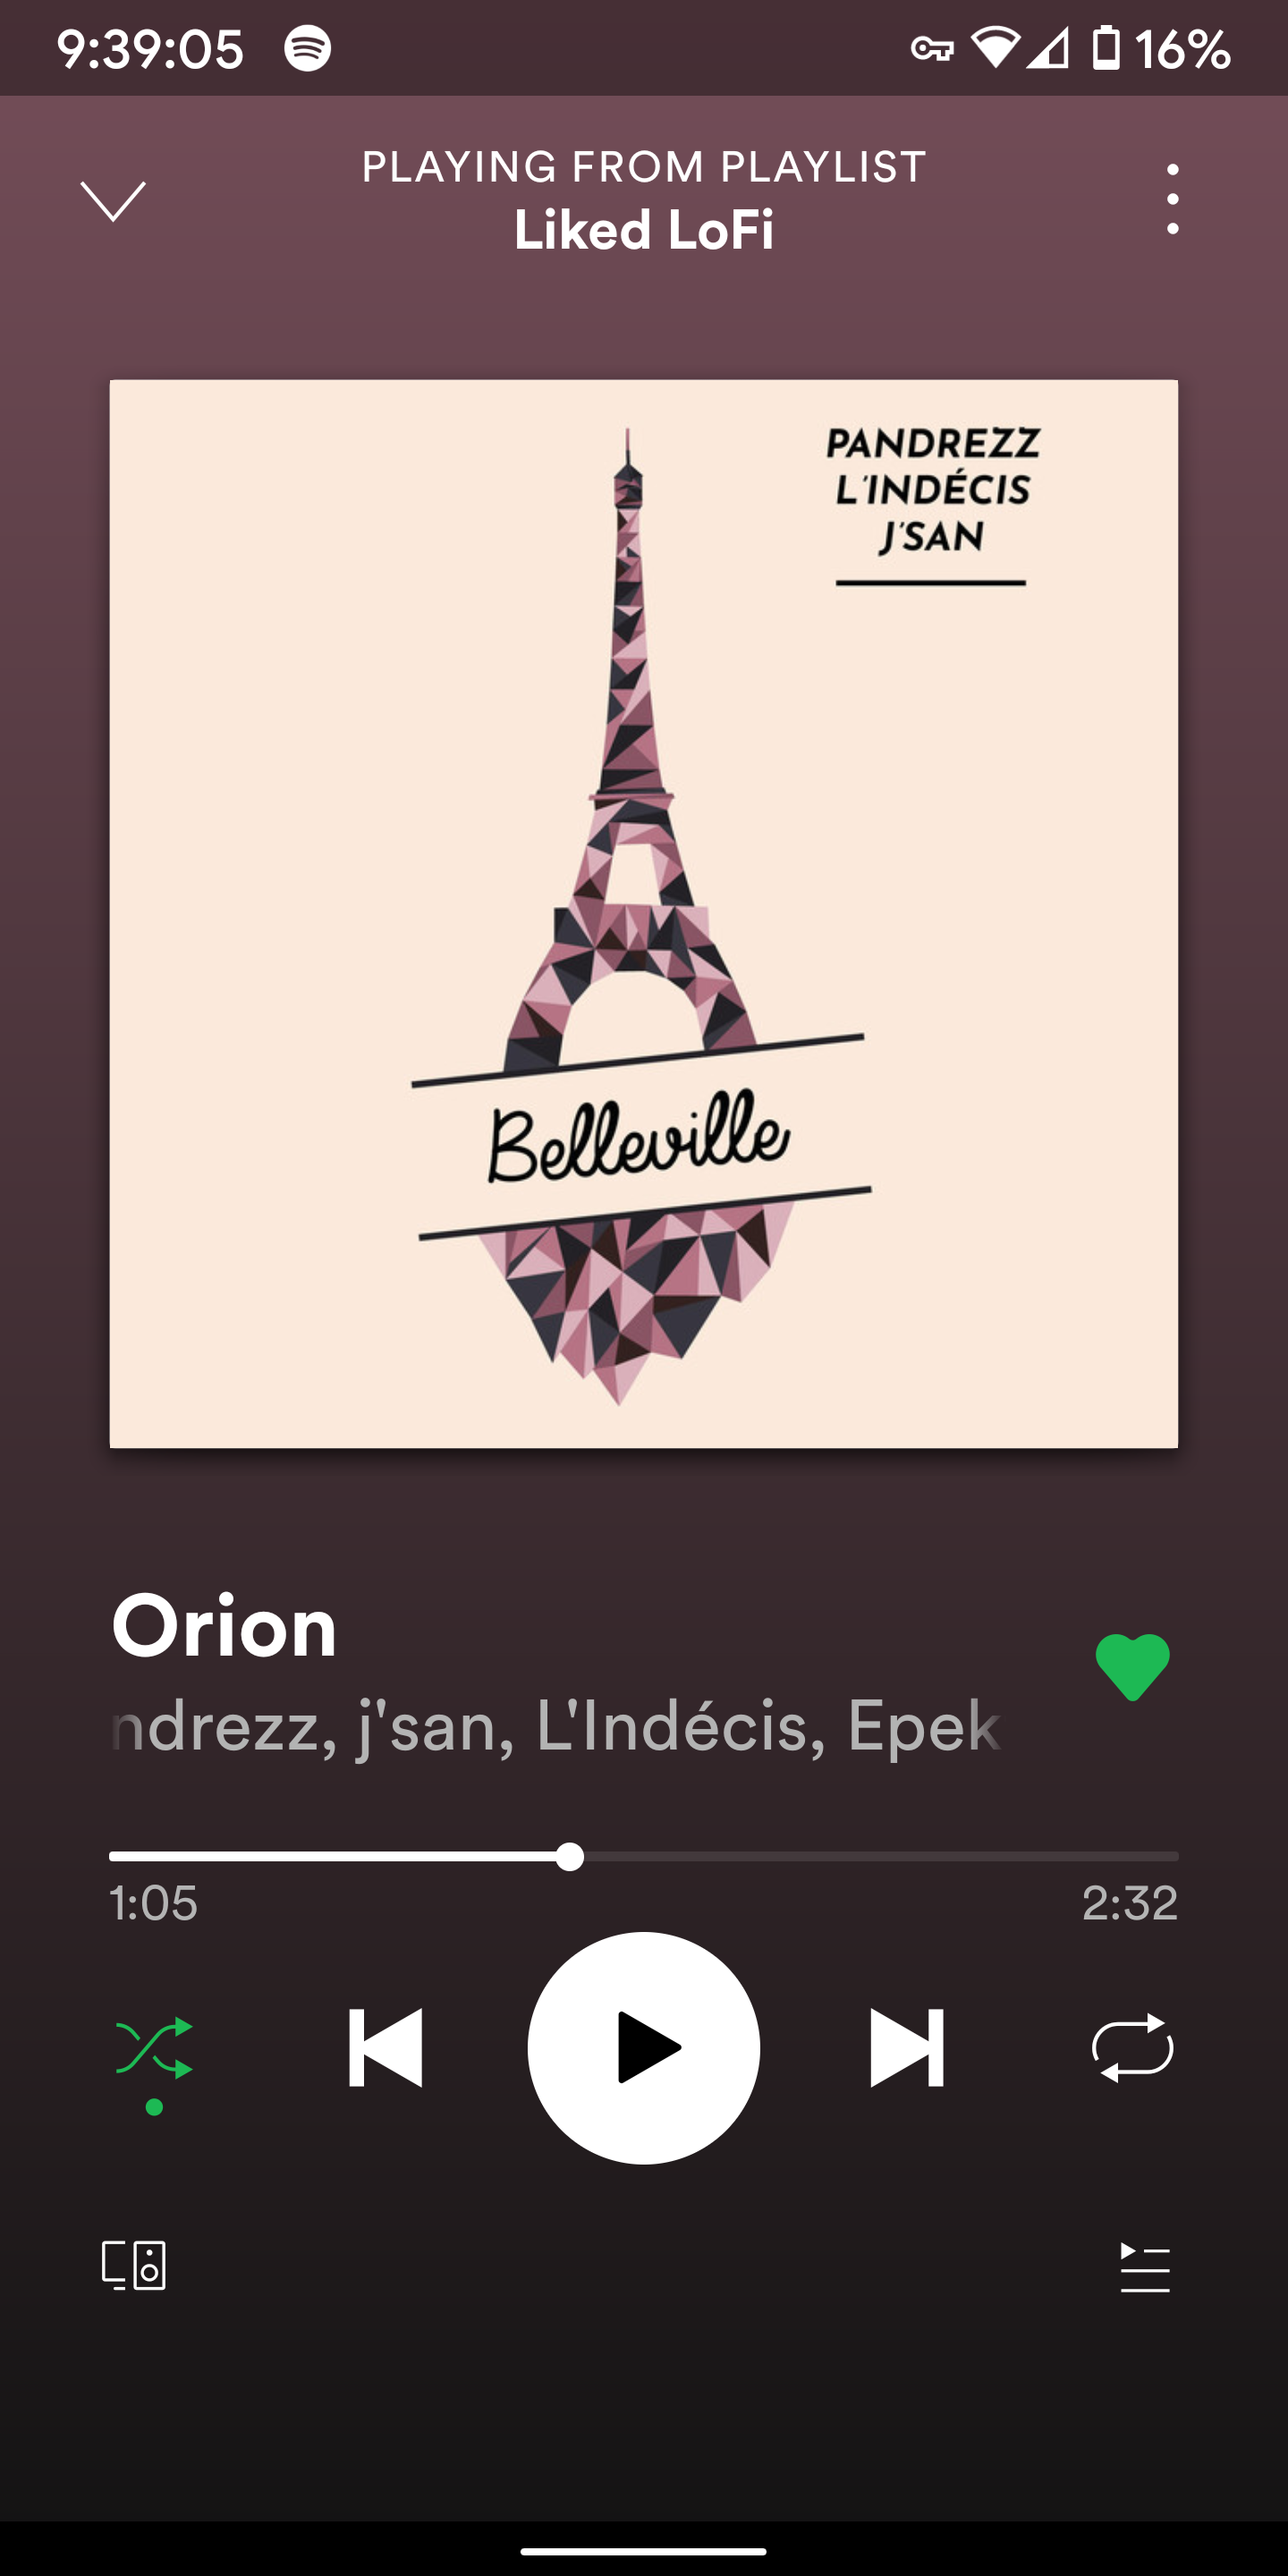 9:39:05 16%
PLAYING FROM PLAYLIST
Liked LoFi
PANDREZZ
L'INDÉCIS
J'SAN
Belleville
Orion
ndrezz, j'san, L'Indécis, Epek
1:05 2:32